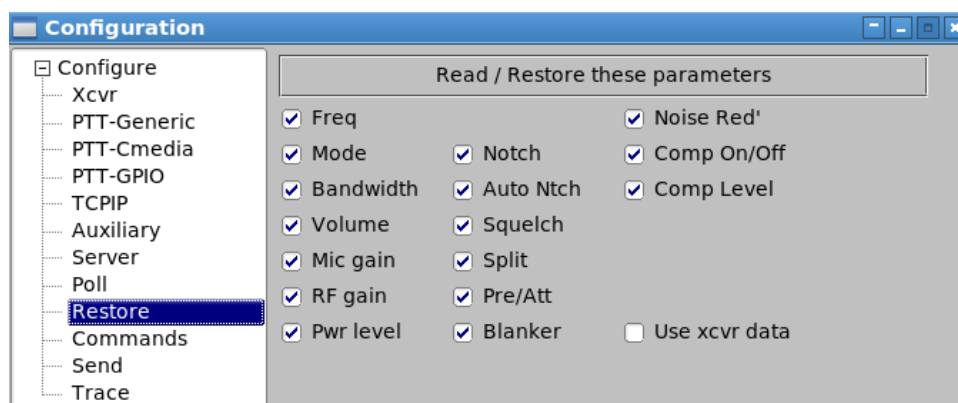 Configuration
Configure
Xcvr
PTT-Generic
PTT-Cmedia
PTT-GPIO
TCPIP
Auxiliary
Server
Poll
Restore
Commands
Send
Trace
Read / Restore these parameters
Freq
Noise Red'
Mode
Notch
Comp On/Off
Bandwidth
Auto Ntch
Comp Level
Volume
Squelch
Mic gain
Split
RF gain
Pre/Att
Pwr level
Blanker
Use xcvr data